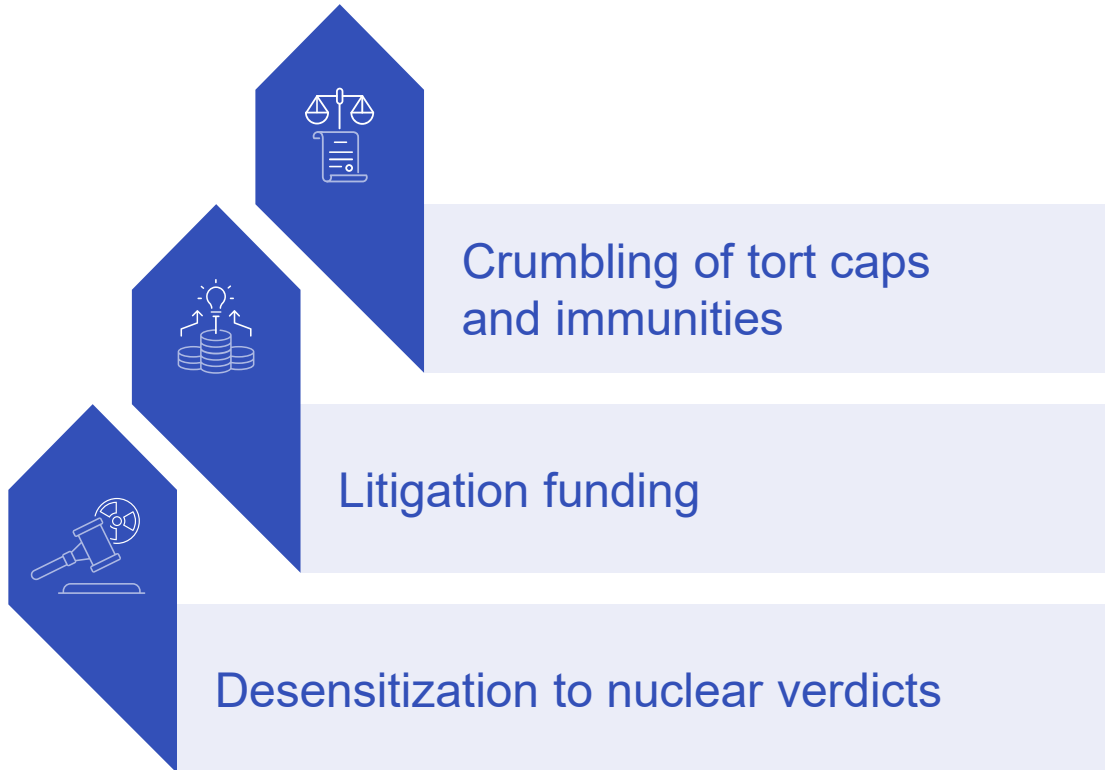 Crumbling of tort caps
and immunities
Litigation funding
Desensitization to nuclear verdicts